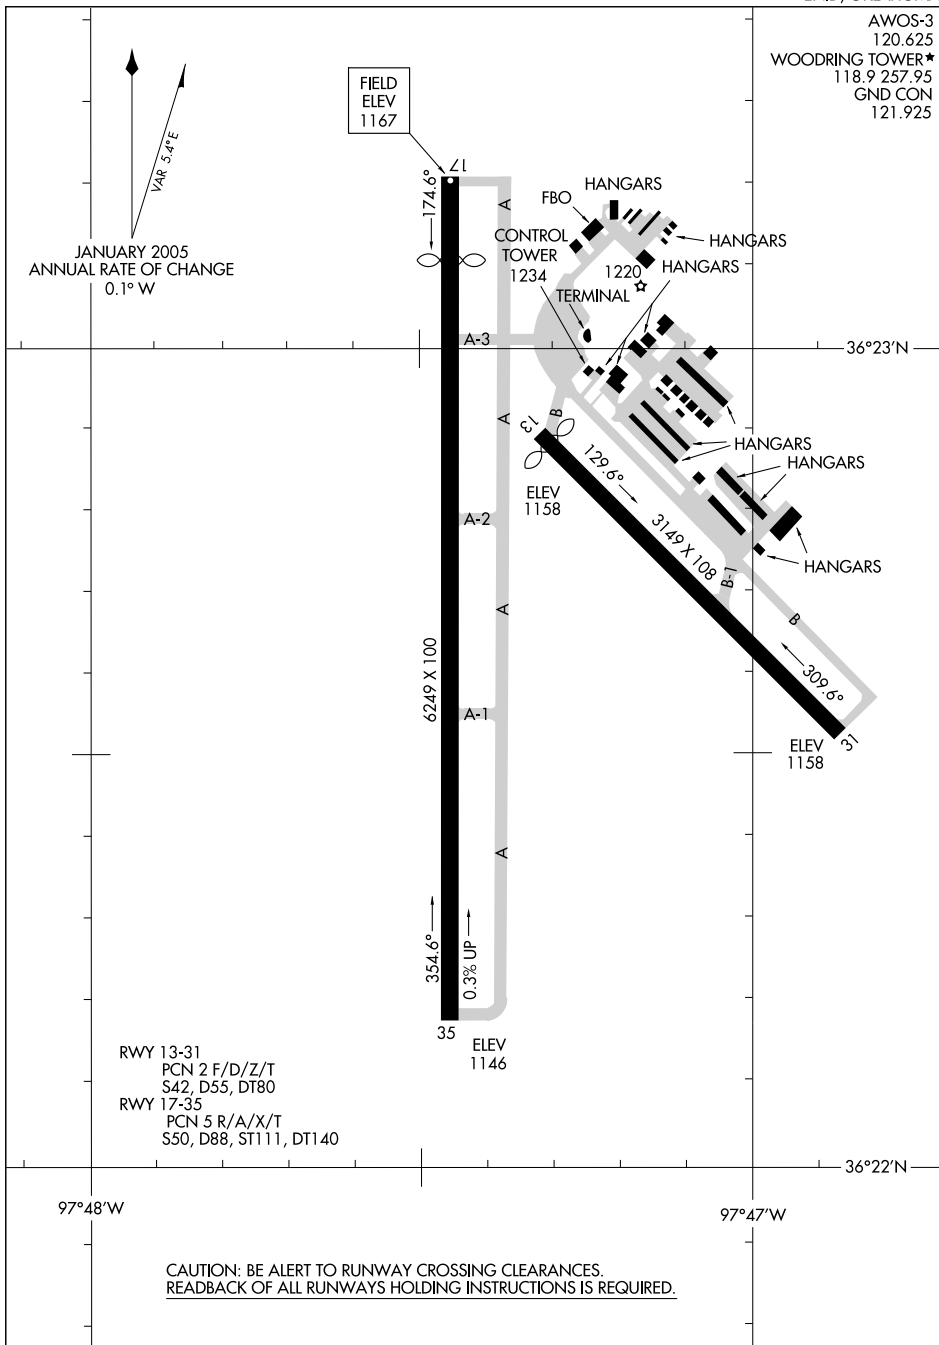 AWOS-3
120.625
WOODRING TOWER★
118.9 257.95
GND CON
121.925
FIELD
ELEV
1167
VAR 5.4°E
JANUARY 2005
ANNUAL RATE OF CHANGE
0.1° W
17
174.6°
A
FBO
HANGARS
HANGARS
CONTROL
TOWER
1234
1220
HANGARS
TERMINAL
A-3
36°23'N
A
B
13
129.6°
HANGARS
HANGARS
ELEV
1158
A-2
3149 X 108
HANGARS
B-1
A
B
6249 X 100
309.6°
A-1
31
ELEV
1158
A
354.6°
0.3% UP
35
ELEV
1146
RWY 13-31
PCN 2 F/D/Z/T
S42, D55, DT80
RWY 17-35
PCN 5 R/A/X/T
S50, D88, ST111, DT140
36°22'N
97°48'W
97°47'W
CAUTION: BE ALERT TO RUNWAY CROSSING CLEARANCES.
READBACK OF ALL RUNWAYS HOLDING INSTRUCTIONS IS REQUIRED.